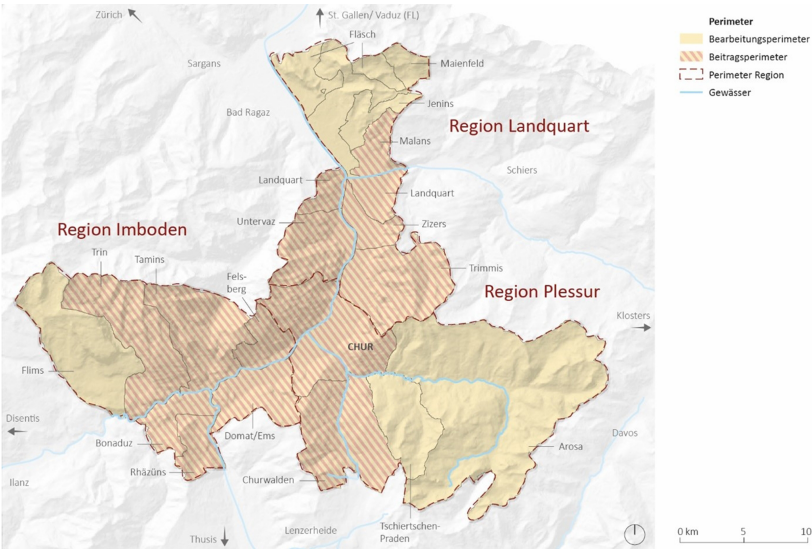 Zürich
St. Gallen/ Vaduz (FL)
Fläsch
Sargans
Maienfeld
Bad Ragaz
Jenins
Region Landquart
Malans
Schiers
Landquart
Landquart
Untervaz
Zizers
Region Imboden
Trin
Tamins
Trimmis
Fels-
berg
Region Plessur
Klosters
CHUR
Flims
Disentis
Davos
Bonaduz
Domat/Ems
Arosa
Rhäzüns
Churwalden
Ilanz
Tschiertschen-
Praden
Lenzerheide
Thusis
Perimeter
Bearbeitungsperimeter
Beitragsperimeter
Perimeter Region
Gewässer
0 km 5 10